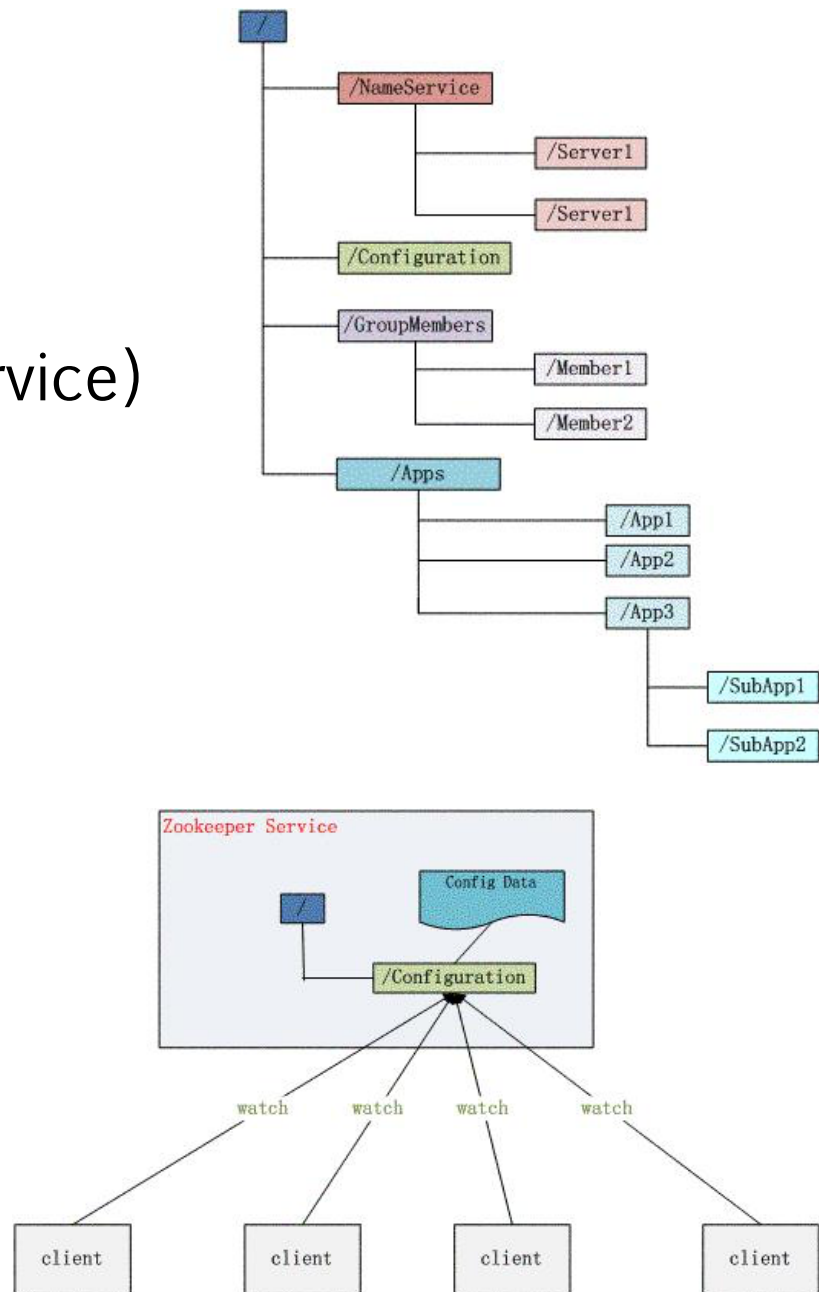 /
/NameService
/Server1
/Server1
/Configuration
/GroupMembers
rvice)
/Member1
/Member2
/Apps
/App1
/App2
/App3
/SubApp1
/SubApp2
Zookeeper Service
Config Data
/
/Configuration
watch watch watch watch
client client client client